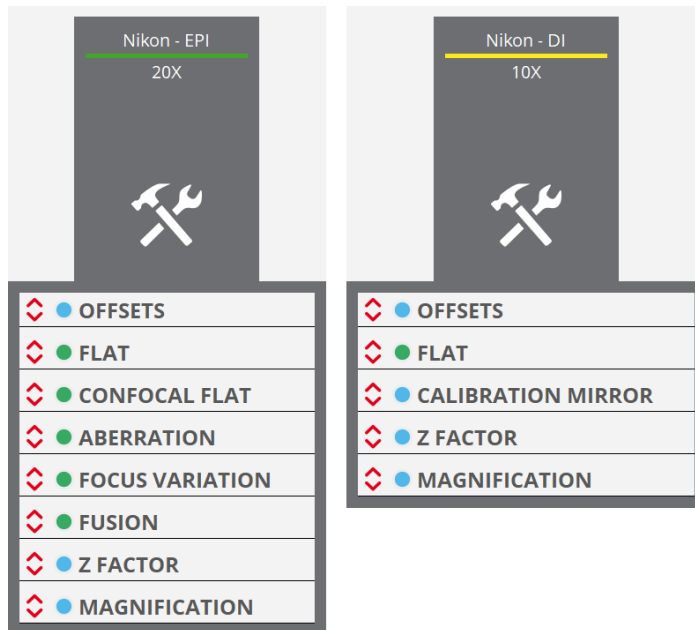 Nikon - EPI
20X
OFFSETS
FLAT
CONFOCAL FLAT
ABERRATION
FOCUS VARIATION
FUSION
Z FACTOR
MAGNIFICATION
Nikon - DI
10X
OFFSETS
FLAT
CALIBRATION MIRROR
Z FACTOR
MAGNIFICATION